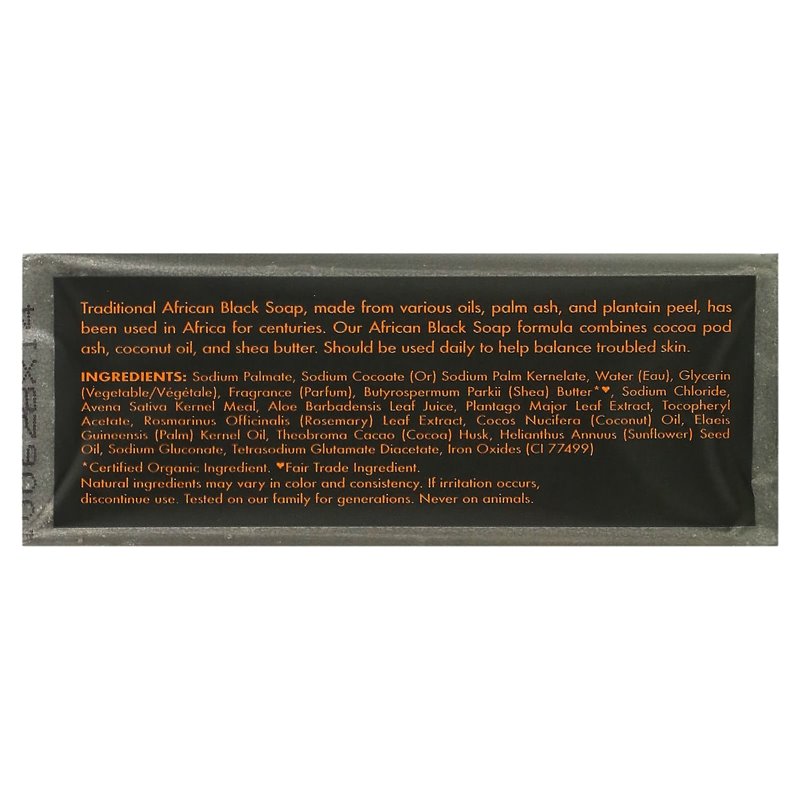 Traditional African Black Soap, made from various oils, palm ash, and plantain peel, has
been used in Africa for centuries. Our African Black Soap formula combines cocoa pod
ash, coconut oil, and shea butter. Should be used daily to help balance troubled skin.
INGREDIENTS: Sodium Palmate, Sodium Cocoate (Or) Sodium Palm Kernelate, Water (Eau), Glycerin
(Vegetable/Végétale), Fragrance (Parfum), Butyrospermum Parkii (Shea) Butter*♥, Sodium Chloride,
Avena Sativa Kernel Meal, Aloe Barbadensis Leaf Juice, Plantago Major Leaf Extract, Tocopheryl
Acetate, Rosmarinus Officinalis (Rosemary) Leaf Extract, Cocos Nucifera (Coconut) Oil, Elaeis
Guineensis (Palm) Kernel Oil, Theobroma Cacao (Cocoa) Husk, Helianthus Annuus (Sunflower) Seed
Oil, Sodium Gluconate, Tetrasodium Glutamate Diacetate, Iron Oxides (CI 77499)
*Certified Organic Ingredient. ♥Fair Trade Ingredient.
Natural ingredients may vary in color and consistency. If irritation occurs,
discontinue use. Tested on our family for generations. Never on animals.